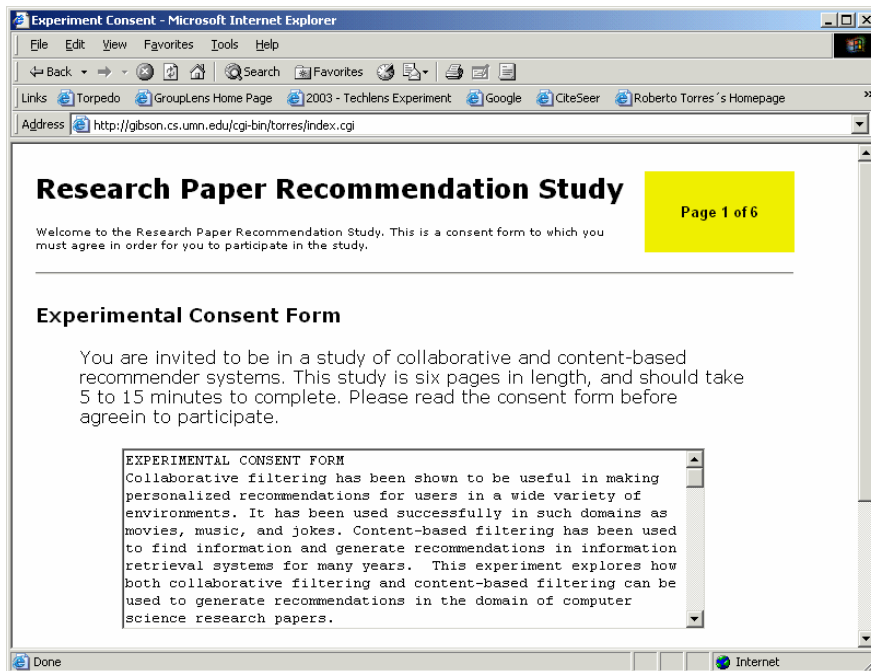 Experiment Consent - Microsoft Internet Explorer
File Edit View Favorites Tools Help
Back Search Favorites
Links Torpedo GroupLens Home Page 2003 - Techlens Experiment Google CiteSeer Roberto Torres´s Homepage »
Address http://gibson.cs.umn.edu/cgi-bin/torres/index.cgi
Research Paper Recommendation Study
Page 1 of 6
Welcome to the Research Paper Recommendation Study. This is a consent form to which you
must agree in order for you to participate in the study.
Experimental Consent Form
You are invited to be in a study of collaborative and content-based
recommender systems. This study is six pages in length, and should take
5 to 15 minutes to complete. Please read the consent form before
agreein to participate.
EXPERIMENTAL CONSENT FORM
Collaborative filtering has been shown to be useful in making
personalized recommendations for users in a wide variety of
environments. It has been used successfully in such domains as
movies, music, and jokes. Content-based filtering has been used
to find information and generate recommendations in information
retrieval systems for many years.  This experiment explores how
both collaborative filtering and content-based filtering can be
used to generate recommendations in the domain of computer
science research papers.
Done Internet